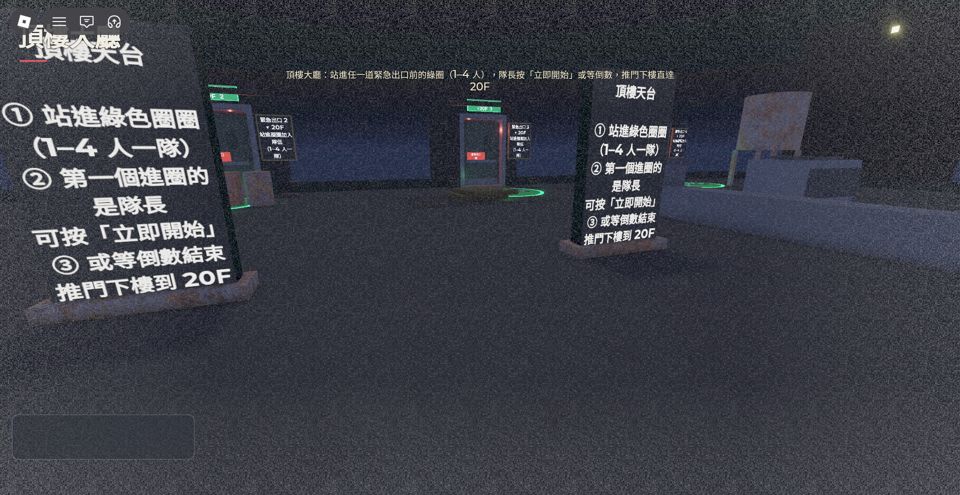 頂樓大廳
頂樓大廳：站進任一道緊急出口前的綠圈（1–4 人），隊長按「立即開始」或等倒數，推門下樓直達
20F
頂樓天台
① 站進綠色圈圈
（1–4 人一隊）
② 第一個進圈的
是隊長
可按「立即開始」
③ 或等倒數結束
推門下樓到 20F
緊急出口 2
頂樓天台
① 站進綠色圈圈
（1–4 人一隊）
② 第一個進圈的
是隊長
可按「立即開始」
③ 或等倒數結束
推門下樓到 20F